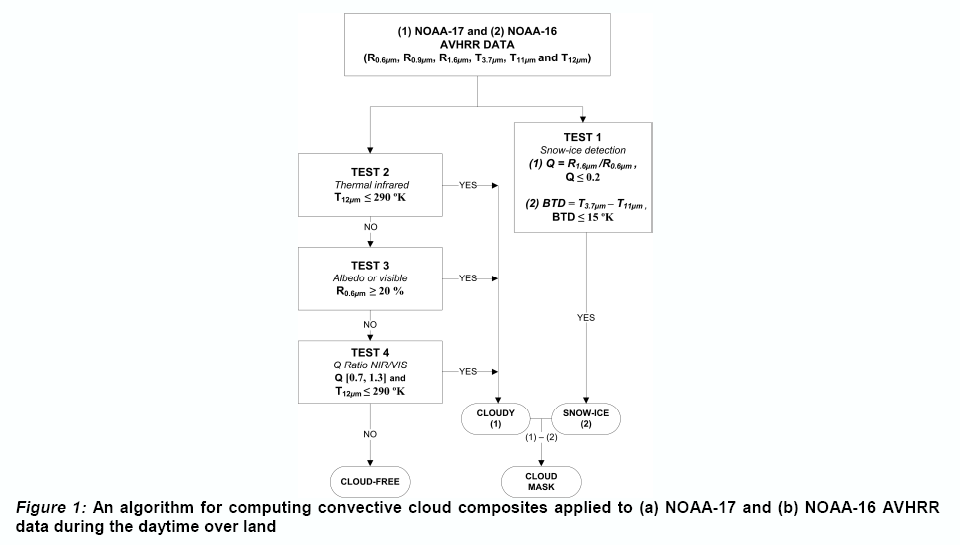 (1) NOAA-17 and (2) NOAA-16
AVHRR DATA
(R0.6µm, R0.9µm, R1.6µm, T3.7µm, T11µm and T12µm)
TEST 1
Snow-ice detection
(1) Q = R1.6µm /R0.6µm ,
Q ≤ 0.2
(2) BTD = T3.7µm – T11µm ,
BTD ≤ 15 ºK
TEST 2
Thermal infrared
T12µm ≤ 290 ºK
YES
NO
TEST 3
Albedo or visible
R0.6µm ≥ 20 %
YES
NO
YES
TEST 4
Q Ratio NIR/VIS
Q [0.7, 1.3] and
T12µm ≤ 290 ºK
YES
NO
CLOUDY
(1)
SNOW-ICE
(2)
(1) – (2)
CLOUD-FREE
CLOUD
MASK
Figure 1: An algorithm for computing convective cloud composites applied to (a) NOAA-17 and (b) NOAA-16 AVHRR
data during the daytime over land